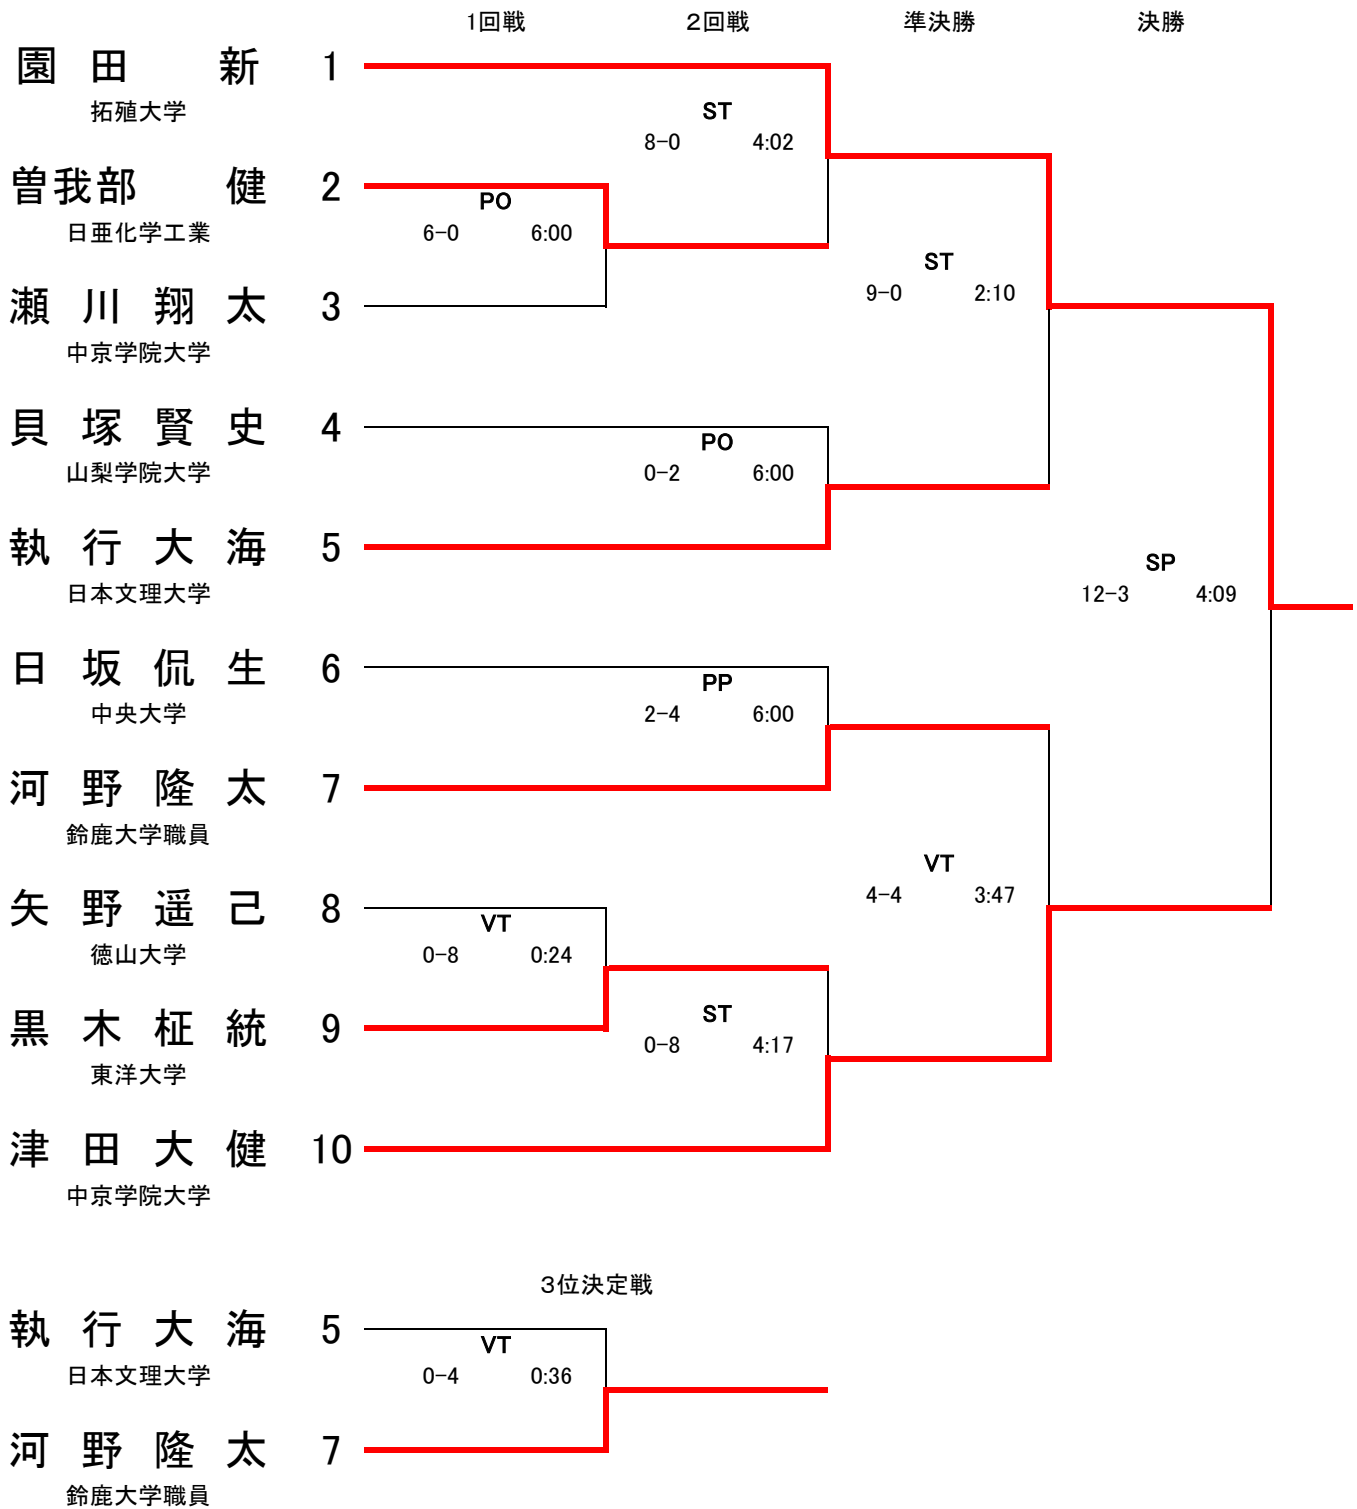 1回戦 2回戦 準決勝 決勝
園田 新 1
拓殖大学
ST
8-0 4:02
曽我部 健 2
日亜化学工業
PO
6-0 6:00
ST
9-0 2:10
瀬川翔太 3
中京学院大学
貝塚賢史 4
山梨学院大学
PO
0-2 6:00
執行大海 5
日本文理大学
SP
12-3 4:09
日坂侃生 6
中央大学
PP
2-4 6:00
河野隆太 7
鈴鹿大学職員
VT
4-4 3:47
矢野遥己 8
徳山大学
VT
0-8 0:24
黒木柾統 9
東洋大学
ST
0-8 4:17
津田大健 10
中京学院大学
3位決定戦
執行大海 5
日本文理大学
VT
0-4 0:36
河野隆太 7
鈴鹿大学職員